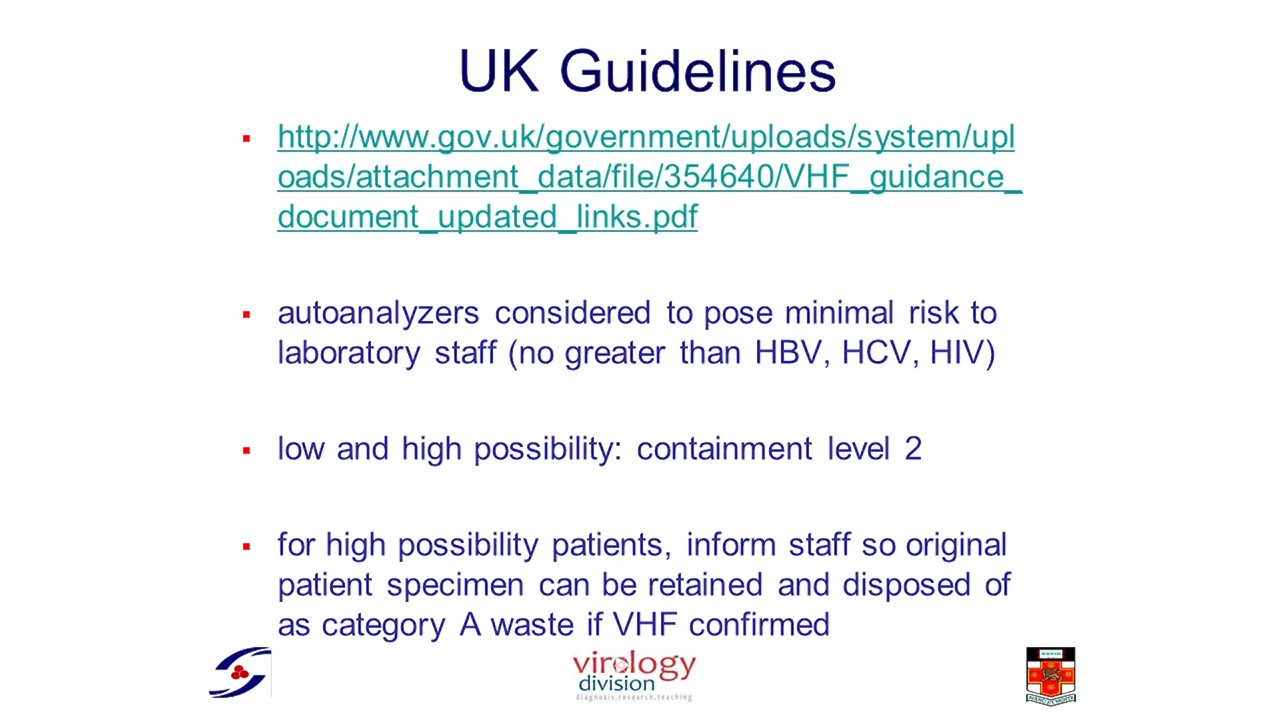 UK Guidelines
http://www.gov.uk/government/uploads/system/upl
oads/attachment_data/file/354640/VHF_guidance_
document_updated_links.pdf
autoanalyzers considered to pose minimal risk to
laboratory staff (no greater than HBV, HCV, HIV)
low and high possibility: containment level 2
for high possibility patients, inform staff so original
patient specimen can be retained and disposed of
as category A waste if VHF confirmed
virology
division
diagnosis.research.teaching